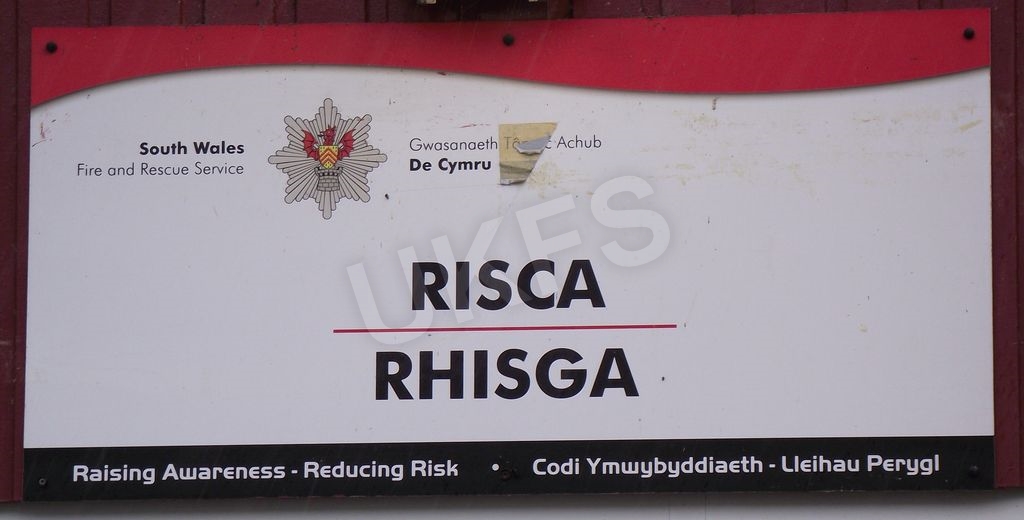 South Wales
Fire and Rescue Service
Gwasanaeth Achub
De Cymru
UKFS
RISCA
RHISGA
Raising Awareness - Reducing Risk • Codi Ymwybyddiaeth - Lleihau Perygl